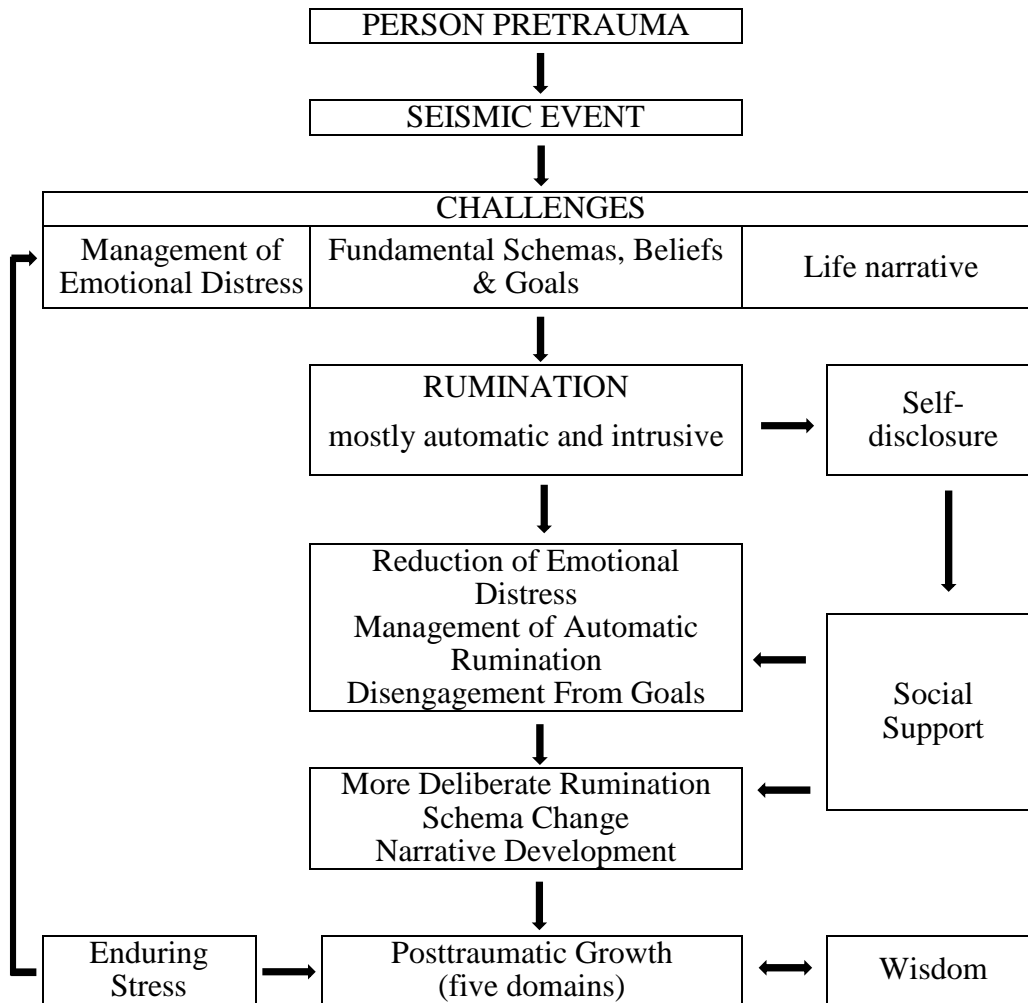 PERSON PRETRAUMA
SEISMIC EVENT
CHALLENGES
Management of
Emotional Distress
Fundamental Schemas, Beliefs
& Goals
Life narrative
RUMINATION
mostly automatic and intrusive
Self-
disclosure
Reduction of Emotional
Distress
Management of Automatic
Rumination
Disengagement From Goals
Social
Support
More Deliberate Rumination
Schema Change
Narrative Development
Enduring
Stress
Posttraumatic Growth
(five domains)
Wisdom